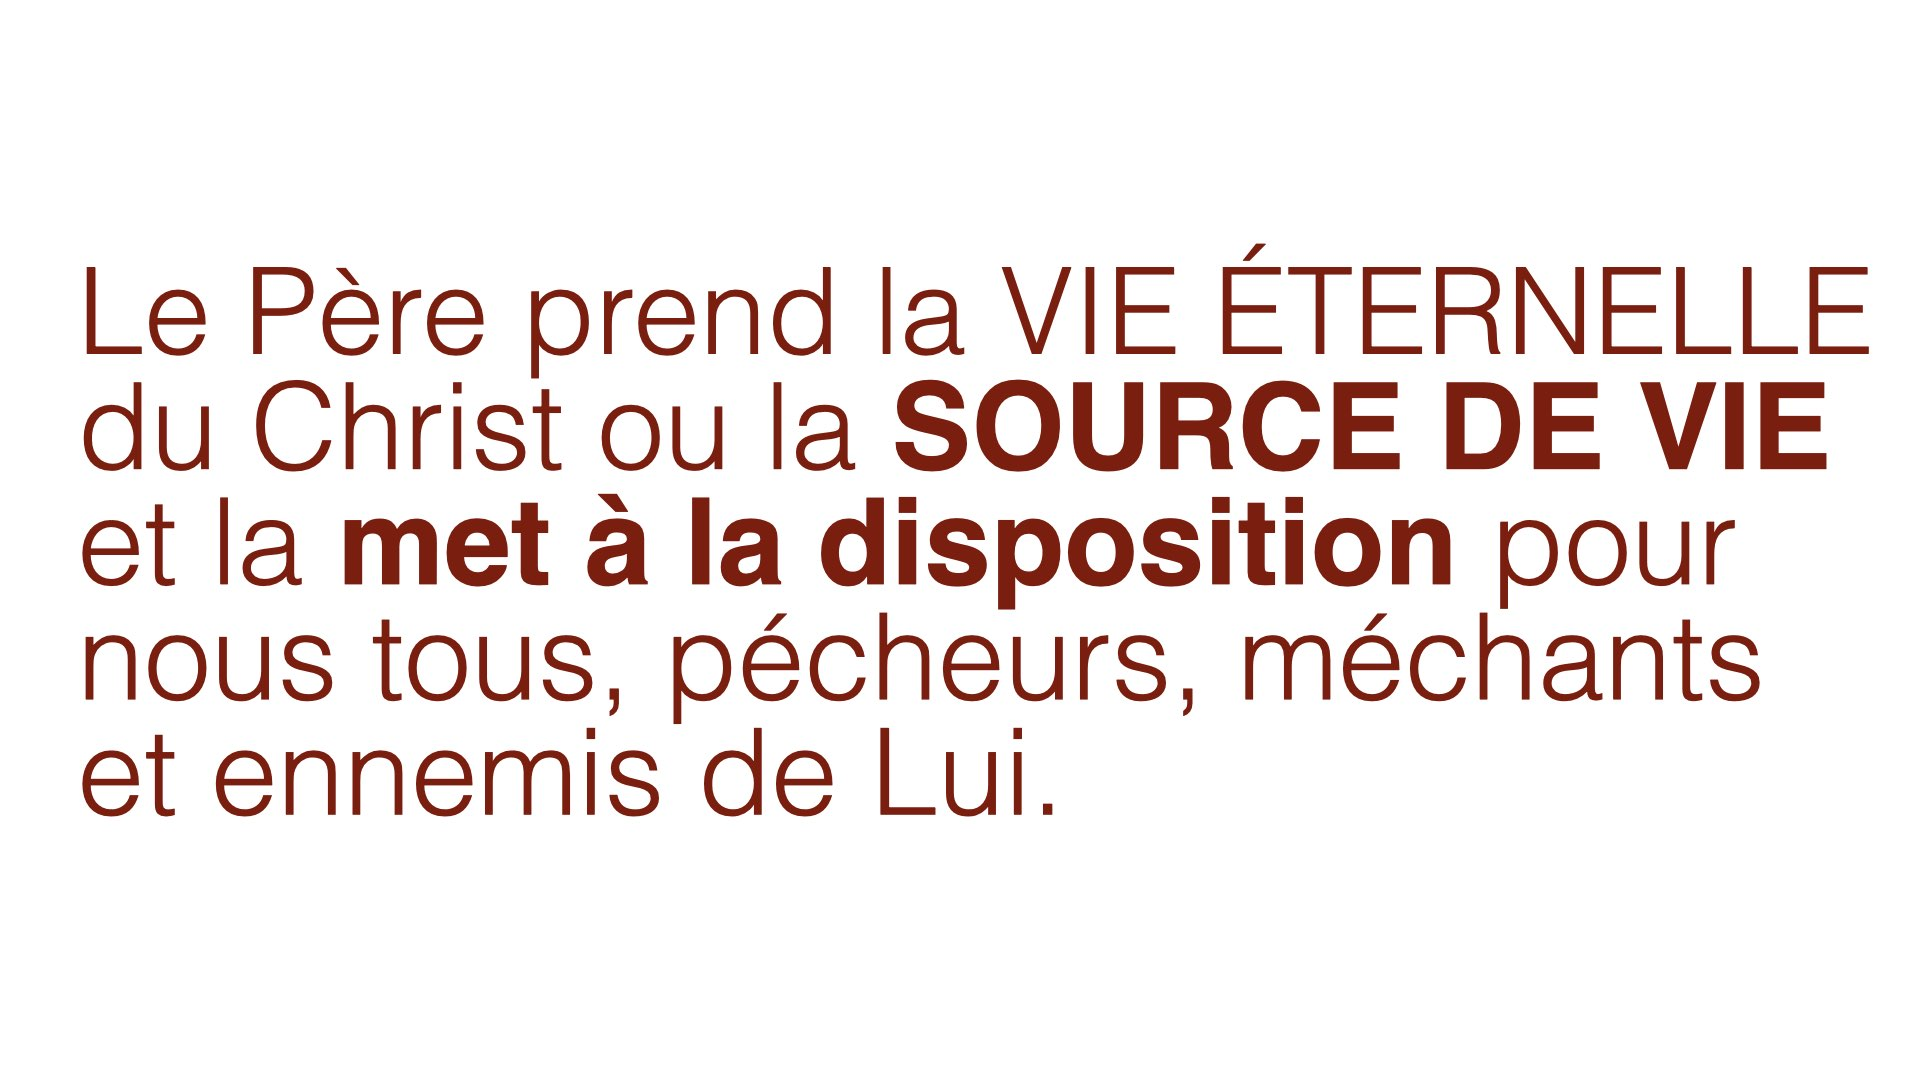 Le Père prend la VIE ÉTERNELLE
du Christ ou la SOURCE DE VIE
et la met à la disposition pour
nous tous, pécheurs, méchants
et ennemis de Lui.